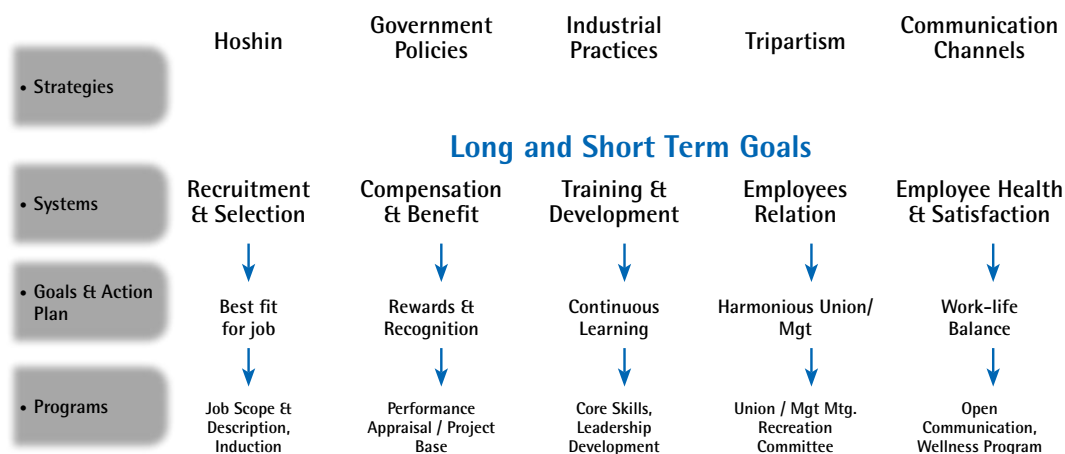 Hoshin
Government
Policies
Industrial
Practices
Tripartism
Communication
Channels
• Strategies
Long and Short Term Goals
• Systems
Recruitment
& Selection
Compensation
& Benefit
Training &
Development
Employees
Relation
Employee Health
& Satisfaction
• Goals & Action
Plan
Best fit
for job
Rewards &
Recognition
Continuous
Learning
Harmonious Union/
Mgt
Work-life
Balance
• Programs
Job Scope &
Description,
Induction
Performance
Appraisal / Project
Base
Core Skills,
Leadership
Development
Union / Mgt Mtg.
Recreation
Committee
Open
Communication,
Wellness Program